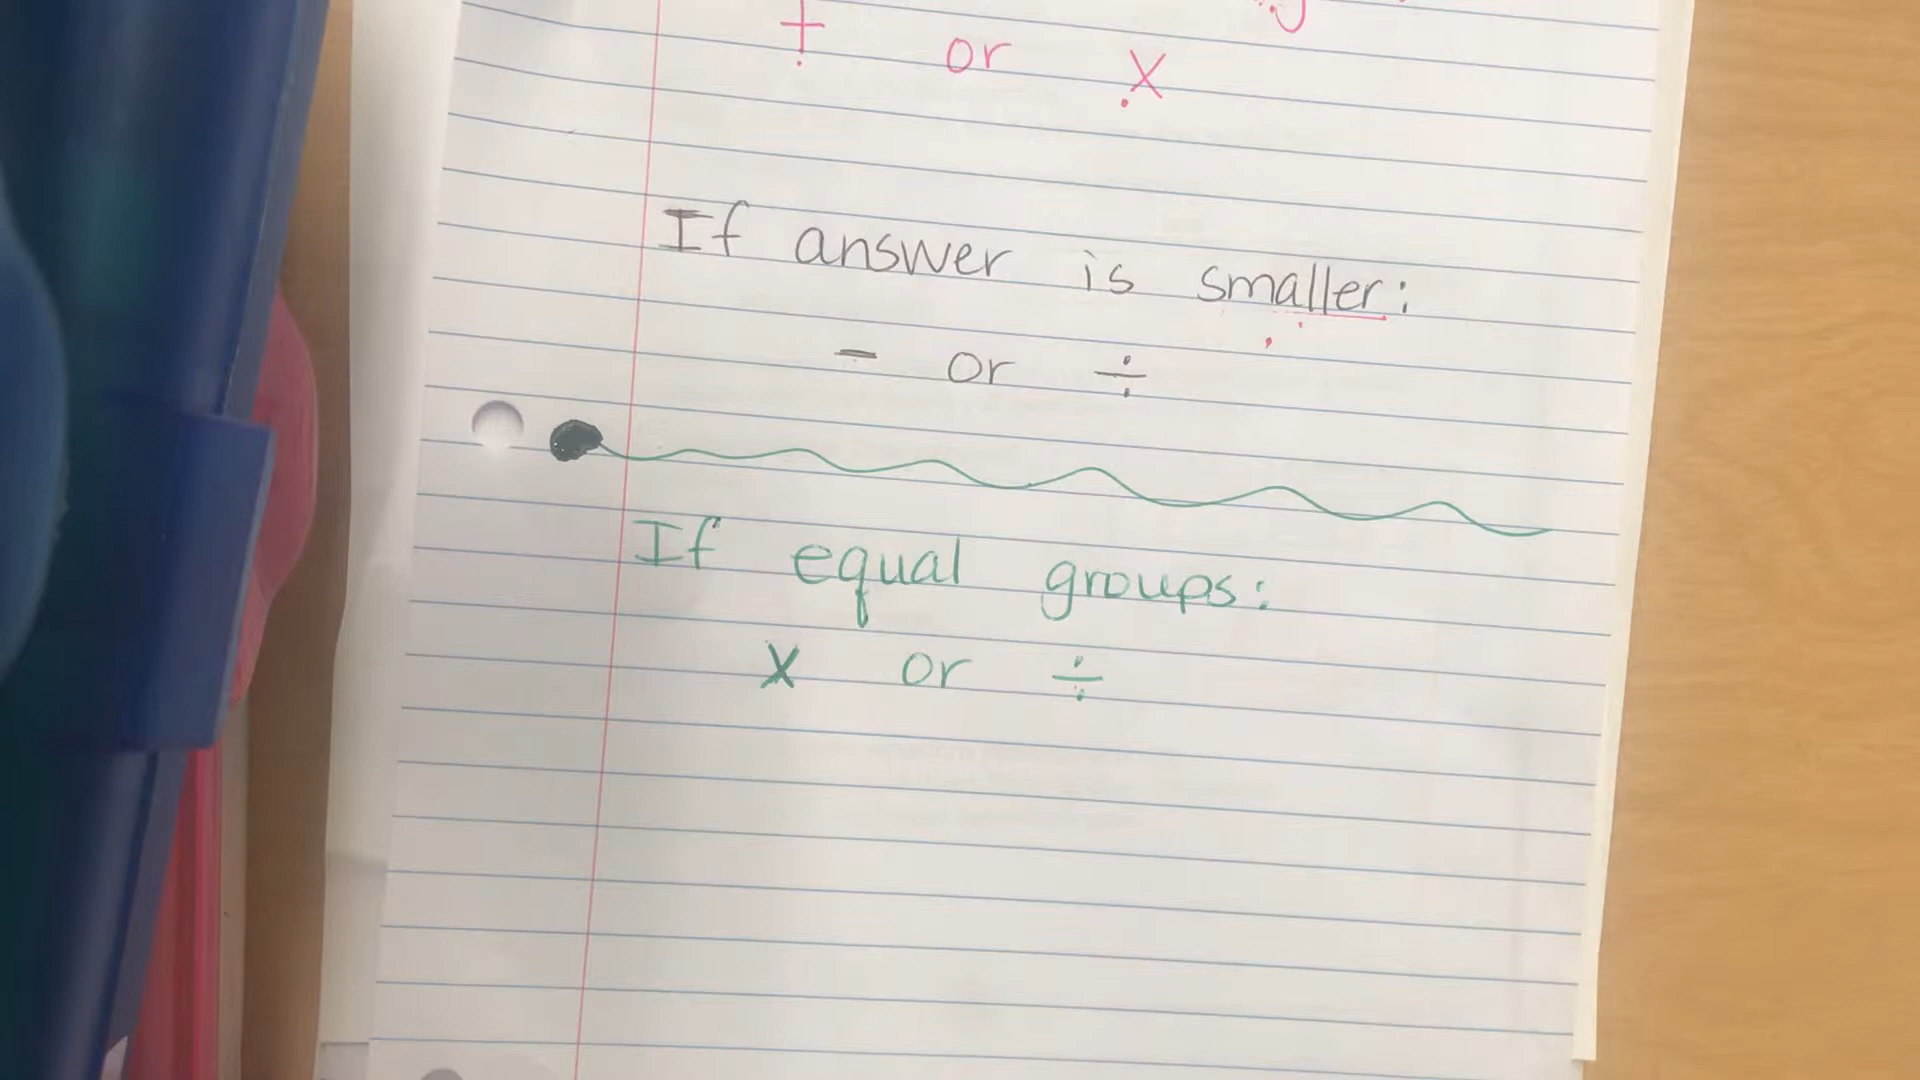 + or x
If answer is smaller:
- or ÷
If equal groups:
x or ÷